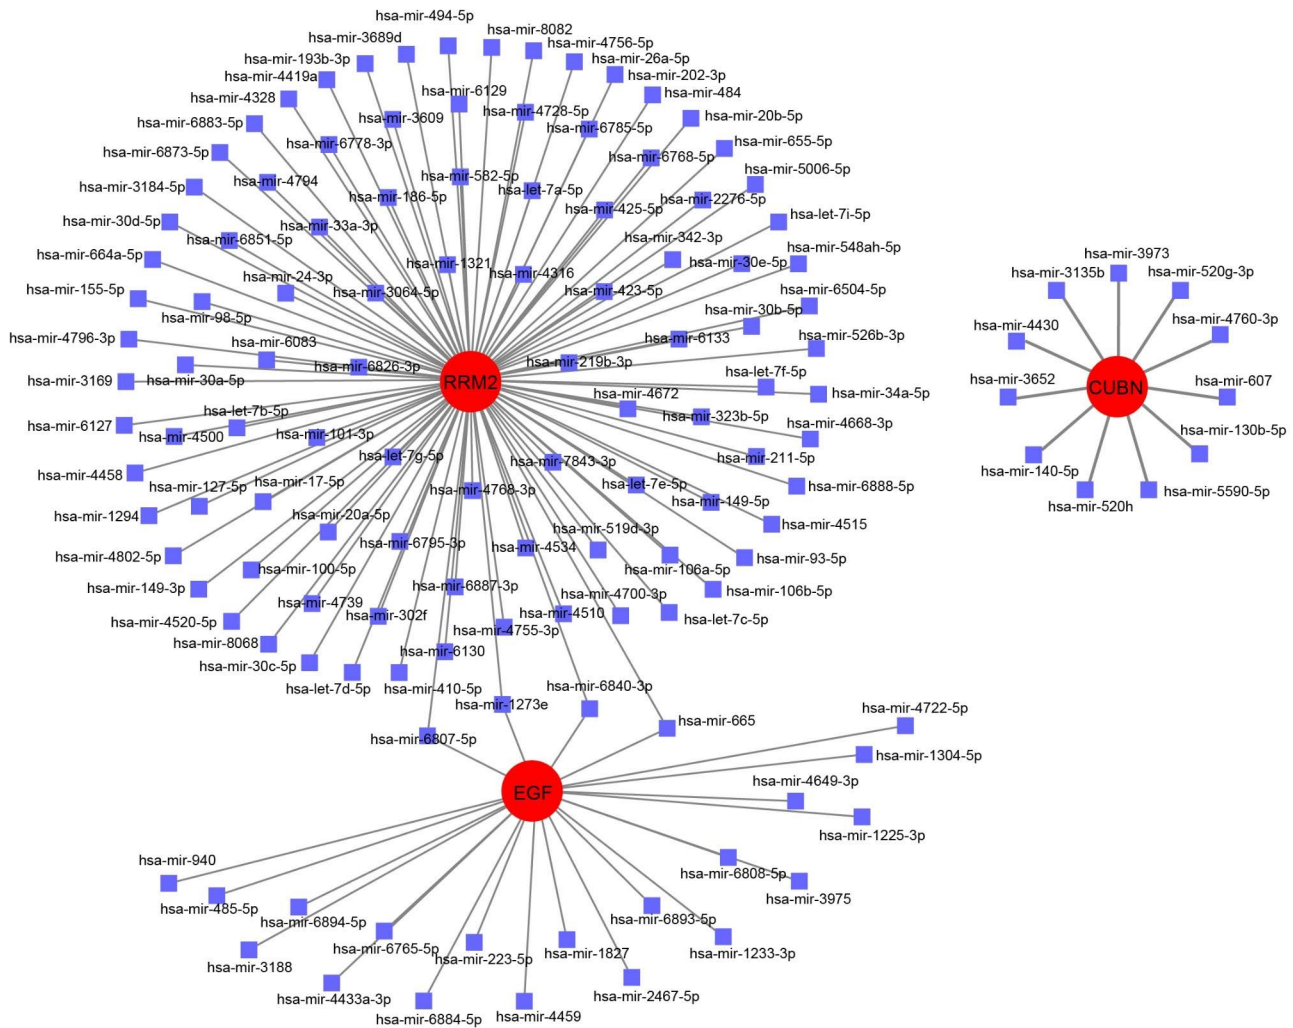 hsa-mir-494-5p
hsa-mir-8082
hsa-mir-3689d
hsa-mir-4756-5p
hsa-mir-193b-3p
hsa-mir-26a-5p
hsa-mir-4419a
hsa-mir-202-3p
hsa-mir-4328
hsa-mir-6129
hsa-mir-484
hsa-mir-6883-5p
hsa-mir-3609
hsa-mir-4728-5p
hsa-mir-20b-5p
hsa-mir-6785-5p
hsa-mir-6873-5p
hsa-mir-6778-3p
hsa-mir-655-5p
hsa-mir-6768-5p
hsa-mir-5006-5p
hsa-mir-3184-5p
hsa-mir-4794
hsa-mir-582-5p
hsa-let-7a-5p
hsa-mir-186-5p
hsa-mir-2276-5p
hsa-mir-425-5p
hsa-let-7i-5p
hsa-mir-30d-5p
hsa-mir-33a-3p
hsa-mir-6851-5p
hsa-mir-342-3p
hsa-mir-548ah-5p
hsa-mir-664a-5p
hsa-mir-1321
hsa-mir-30e-5p
hsa-mir-24-3p
hsa-mir-4316
hsa-mir-155-5p
hsa-mir-3064-5p
hsa-mir-423-5p
hsa-mir-6504-5p
hsa-mir-98-5p
hsa-mir-30b-5p
hsa-mir-4796-3p
hsa-mir-6083
hsa-mir-6133
hsa-mir-526b-3p
hsa-mir-6826-3p
hsa-mir-219b-3p
hsa-mir-3169
hsa-mir-30a-5p
RRM2
hsa-let-7f-5p
hsa-mir-34a-5p
hsa-mir-4672
hsa-let-7b-5p
hsa-mir-323b-5p
hsa-mir-6127
hsa-mir-4500
hsa-mir-101-3p
hsa-mir-4668-3p
hsa-let-7g-5p
hsa-mir-7843-3p
hsa-mir-211-5p
hsa-mir-4458
hsa-mir-127-5p
hsa-mir-17-5p
hsa-mir-4768-3p
hsa-let-7e-5p
hsa-mir-6888-5p
hsa-mir-149-5p
hsa-mir-1294
hsa-mir-20a-5p
hsa-mir-519d-3p
hsa-mir-4515
hsa-mir-4802-5p
hsa-mir-6795-3p
hsa-mir-4534
hsa-mir-93-5p
hsa-mir-100-5p
hsa-mir-106a-5p
hsa-mir-149-3p
hsa-mir-6887-3p
hsa-mir-4700-3p
hsa-mir-106b-5p
hsa-mir-4739
hsa-mir-4520-5p
hsa-mir-302f
hsa-mir-4510
hsa-let-7c-5p
hsa-mir-8068
hsa-mir-4755-3p
hsa-mir-30c-5p
hsa-mir-6130
hsa-let-7d-5p
hsa-mir-410-5p
hsa-mir-6840-3p
hsa-mir-1273e
hsa-mir-665
hsa-mir-6807-5p
hsa-mir-3973
hsa-mir-3135b
hsa-mir-520g-3p
hsa-mir-4430
hsa-mir-4760-3p
hsa-mir-3652
CUBN
hsa-mir-607
hsa-mir-130b-5p
hsa-mir-140-5p
hsa-mir-5590-5p
hsa-mir-520h
hsa-mir-4722-5p
hsa-mir-1304-5p
hsa-mir-4649-3p
EGF
hsa-mir-1225-3p
hsa-mir-940
hsa-mir-6808-5p
hsa-mir-485-5p
hsa-mir-3975
hsa-mir-6894-5p
hsa-mir-6893-5p
hsa-mir-6765-5p
hsa-mir-223-5p
hsa-mir-1827
hsa-mir-1233-3p
hsa-mir-3188
hsa-mir-4433a-3p
hsa-mir-2467-5p
hsa-mir-6884-5p
hsa-mir-4459